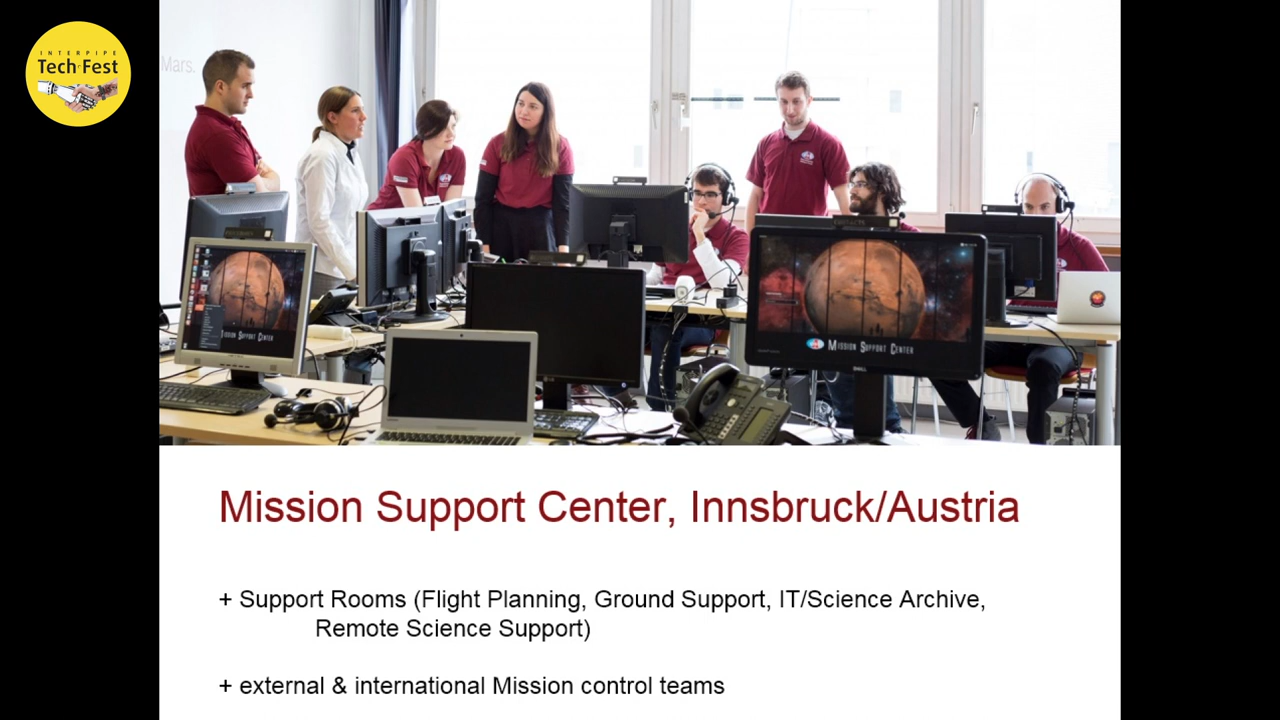 INTERPIPE
Tech Fest
Mars.
MISSION SUPPORT CENTER
MISSION SUPPORT CENTER
DELL
Mission Support Center, Innsbruck/Austria
+ Support Rooms (Flight Planning, Ground Support, IT/Science Archive,
Remote Science Support)
+ external & international Mission control teams